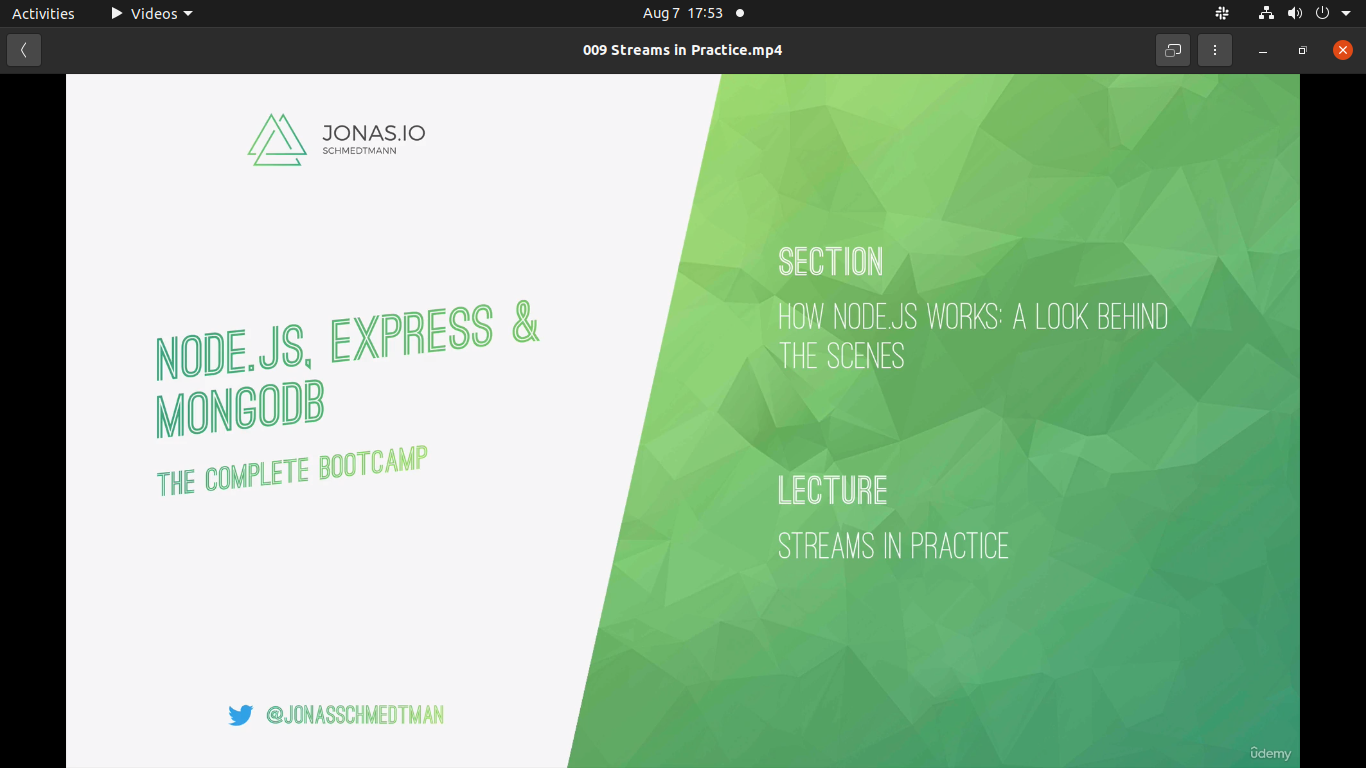 Activities
Videos
Aug 7 17:53
009 Streams in Practice.mp4
JONAS.IO
SCHMEDTMANN
NODE.JS, EXPRESS &
MONGODB
THE COMPLETE BOOTCAMP
@JONASSCHMEDTMAN
SECTION
HOW NODE.JS WORKS: A LOOK BEHIND
THE SCENES
LECTURE
STREAMS IN PRACTICE
ûdemy